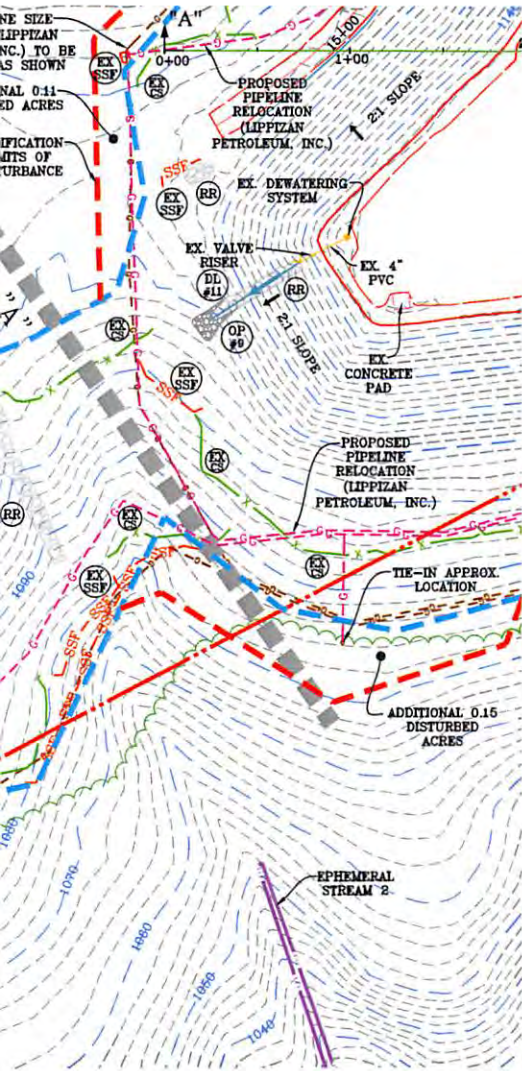 NE SIZE
LIPPIZAN
NC.) TO BE
AS SHOWN
"A"
EX
SSF
0+00
EX
CS
15+00
1+00
NAL 0.11
ED ACRES
PROPOSED
PIPELINE
RELOCATION
(LIPPIZAN
PETROLEUM, INC.)
2:1 SLOPE
IFICATION
MITS OF
TURBANCE
SSF
EX
SSF
RR
EX. DEWATERING
SYSTEM
EX. VALVE
RISER
DL
#11
RR
EX. 4"
PVC
OP
#9
2:1 SLOPE
"A"
EX
CS
EX
SSF
SSF
EX.
CONCRETE
PAD
EX
CS
PROPOSED
PIPELINE
RELOCATION
(LIPPIZAN
PETROLEUM, INC.)
RR
EX
CS
EX
CS
1090
EX
SSF
SSF
SSF
SSF
TIE-IN APPROX.
LOCATION
ADDITIONAL 0.15
DISTURBED
ACRES
1080
1070
1060
1050
1040
EPHEMERAL
STREAM 2